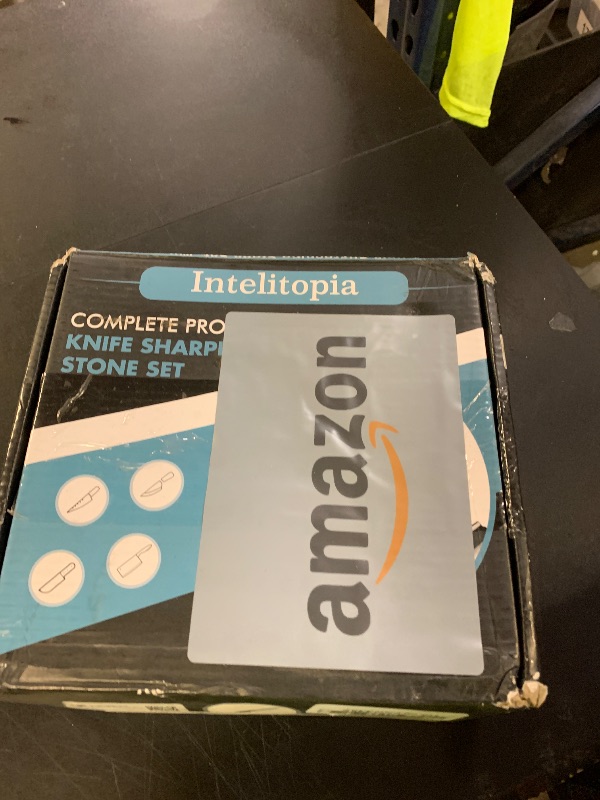 Intelitopia
COMPLETE PRO
KNIFE SHARP
STONE SET
amazon